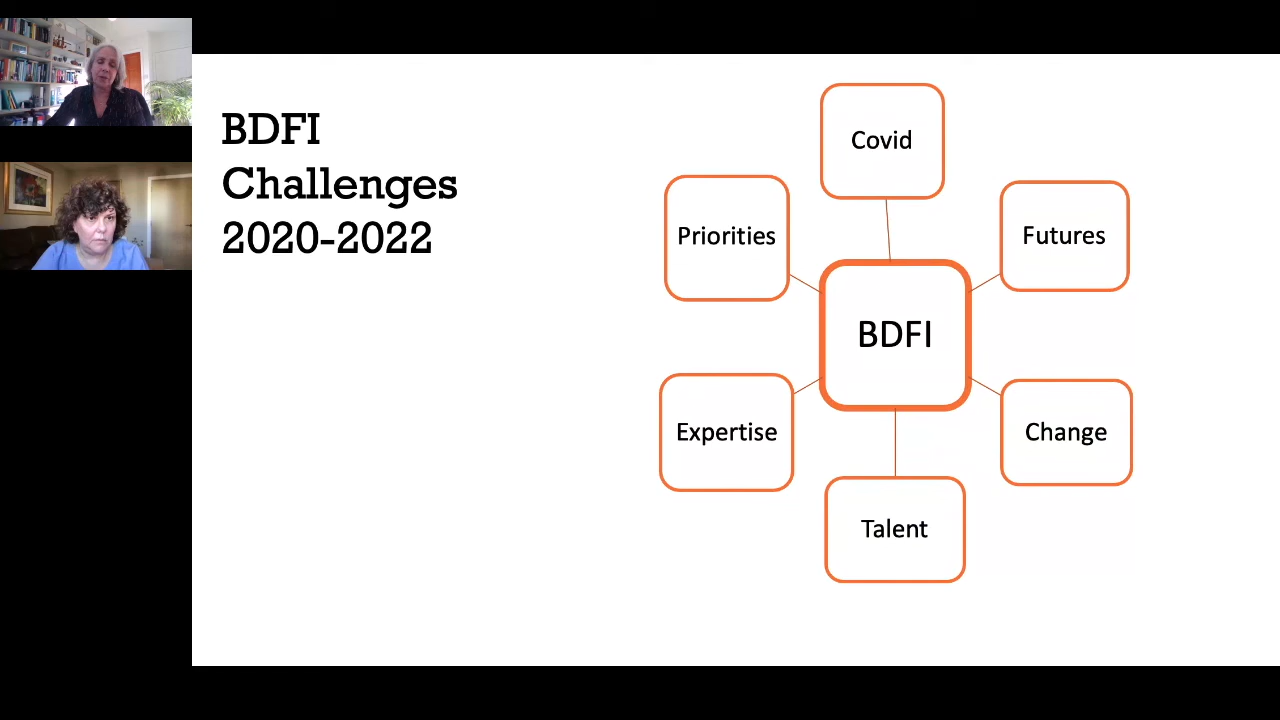 BDFI
Challenges
2020-2022
Covid
Priorities
Futures
BDFI
Expertise
Change
Talent